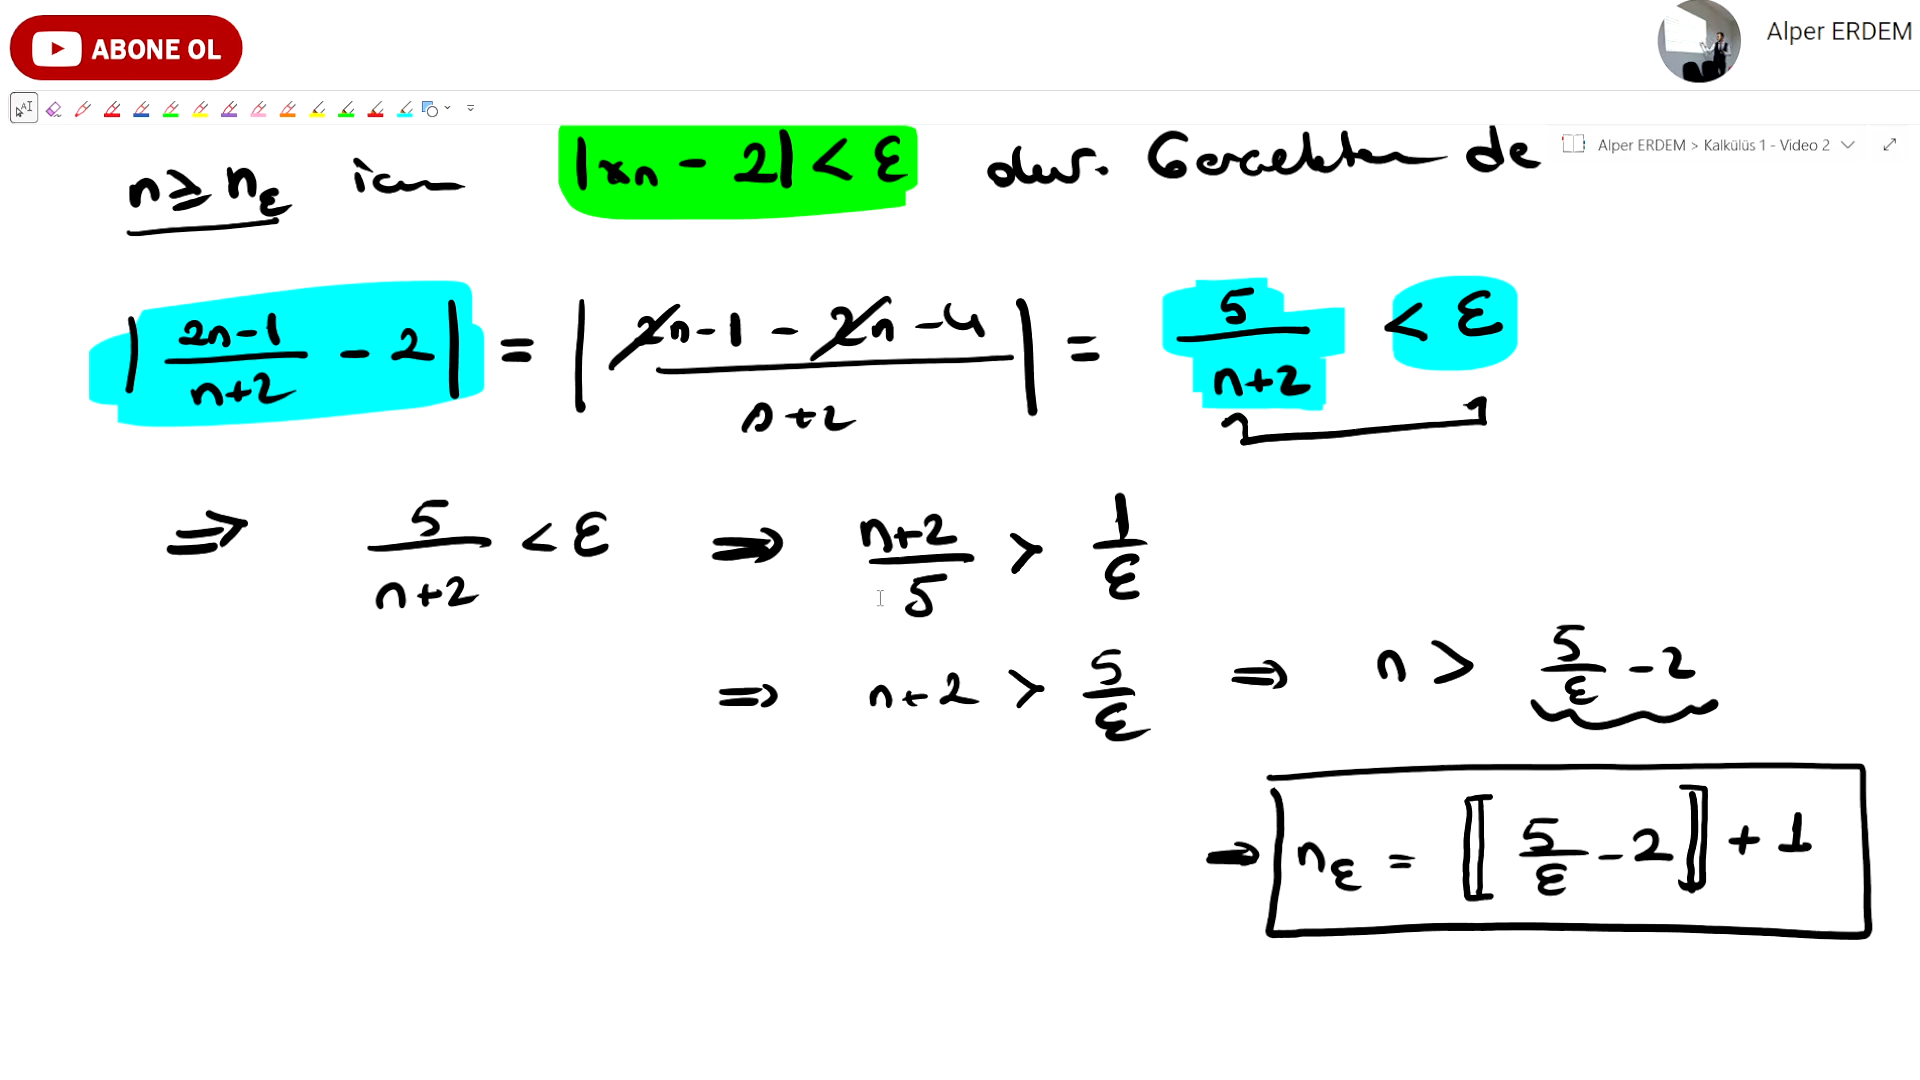 ABONE OL
Alper ERDEM
Alper ERDEM > Kalkülüs 1 - Video 2
n ≥ n_ε için |xn - 2| < ε olur. Gerçekten de
|(2n-1)/(n+2) - 2| = |(2n-1-2n-4)/(n+2)| = 5/(n+2) < ε
⇒ 5/(n+2) < ε ⇒ (n+2)/5 > 1/ε
⇒ n+2 > 5/ε ⇒ n > 5/ε - 2
⇒ n_ε = ⟦5/ε - 2⟧ + 1